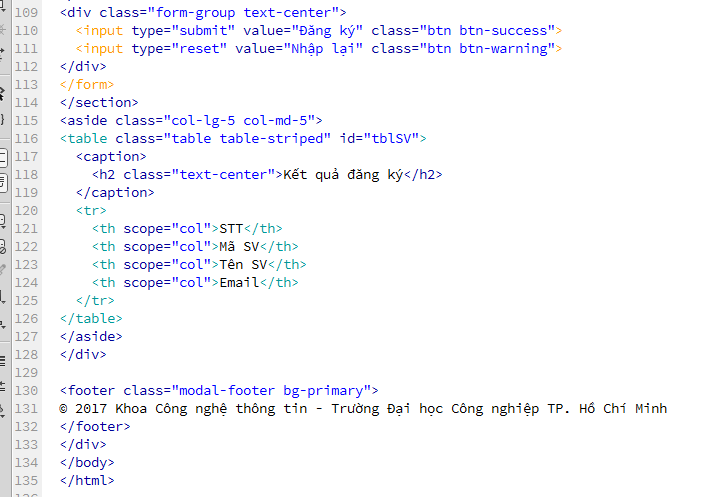 109 <div class="form-group text-center">
110 <input type="submit" value="Đăng ký" class="btn btn-success">
111 <input type="reset" value="Nhập lại" class="btn btn-warning">
112 </div>
113 </form>
114 </section>
115 <aside class="col-lg-5 col-md-5">
116 <table class="table table-striped" id="tblSV">
117 <caption>
118 <h2 class="text-center">Kết quả đăng ký</h2>
119 </caption>
120 <tr>
121 <th scope="col">STT</th>
122 <th scope="col">Mã SV</th>
123 <th scope="col">Tên SV</th>
124 <th scope="col">Email</th>
125 </tr>
126 </table>
127 </aside>
128 </div>
129
130 <footer class="modal-footer bg-primary">
131 © 2017 Khoa Công nghệ thông tin - Trường Đại học Công nghiệp TP. Hồ Chí Minh
132 </footer>
133 </div>
134 </body>
135 </html>